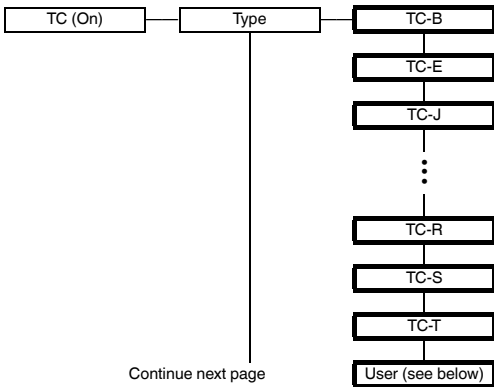 TC (On) Type TC-B
TC-E
TC-J
TC-R
TC-S
TC-T
Continue next page User (see below)